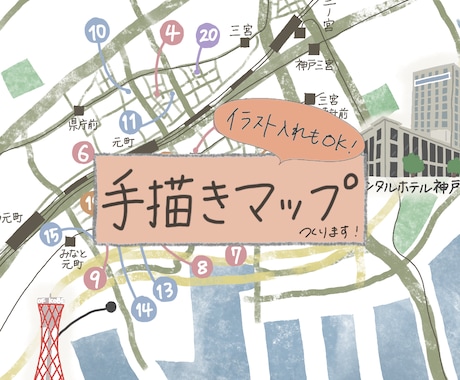 三ノ宮
三宮
神戸三宮
三宮
10
4
20
11
県庁前
元町
イラスト入れもOK!
6
手描きマップ
つくります!
ンタルホテル神戸
元町
15
みなと
元町
9
8
7
14
13